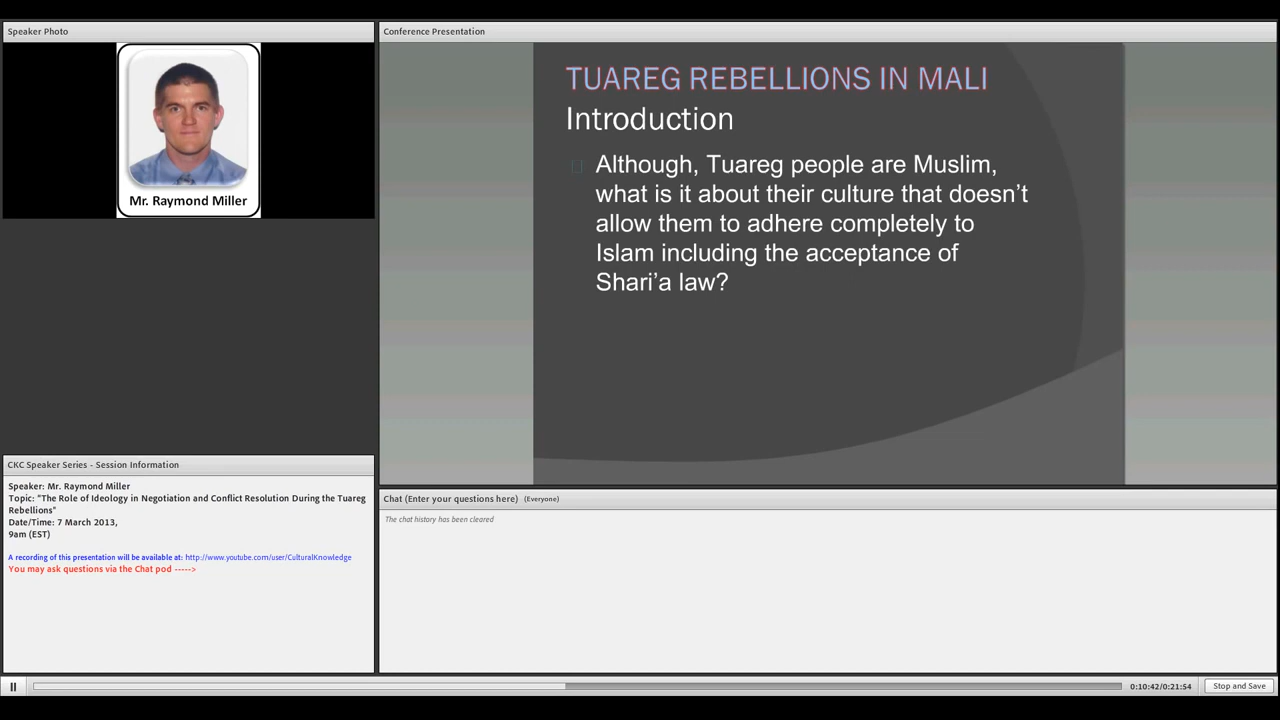 Speaker Photo
Mr. Raymond Miller
Conference Presentation
TUAREG REBELLIONS IN MALI
Introduction
Although, Tuareg people are Muslim,
what is it about their culture that doesn't
allow them to adhere completely to
Islam including the acceptance of
Shari'a law?
CKC Speaker Series - Session Information
Speaker: Mr. Raymond Miller
Topic: "The Role of Ideology in Negotiation and Conflict Resolution During the Tuareg
Rebellions"
Date/Time: 7 March 2013,
9am (EST)
A recording of this presentation will be available at: http://www.youtube.com/user/CulturalKnowledge
You may ask questions via the Chat pod ----->
Chat (Enter your questions here) (Everyone)
The chat history has been cleared
0:10:42/0:21:54
Stop and Save